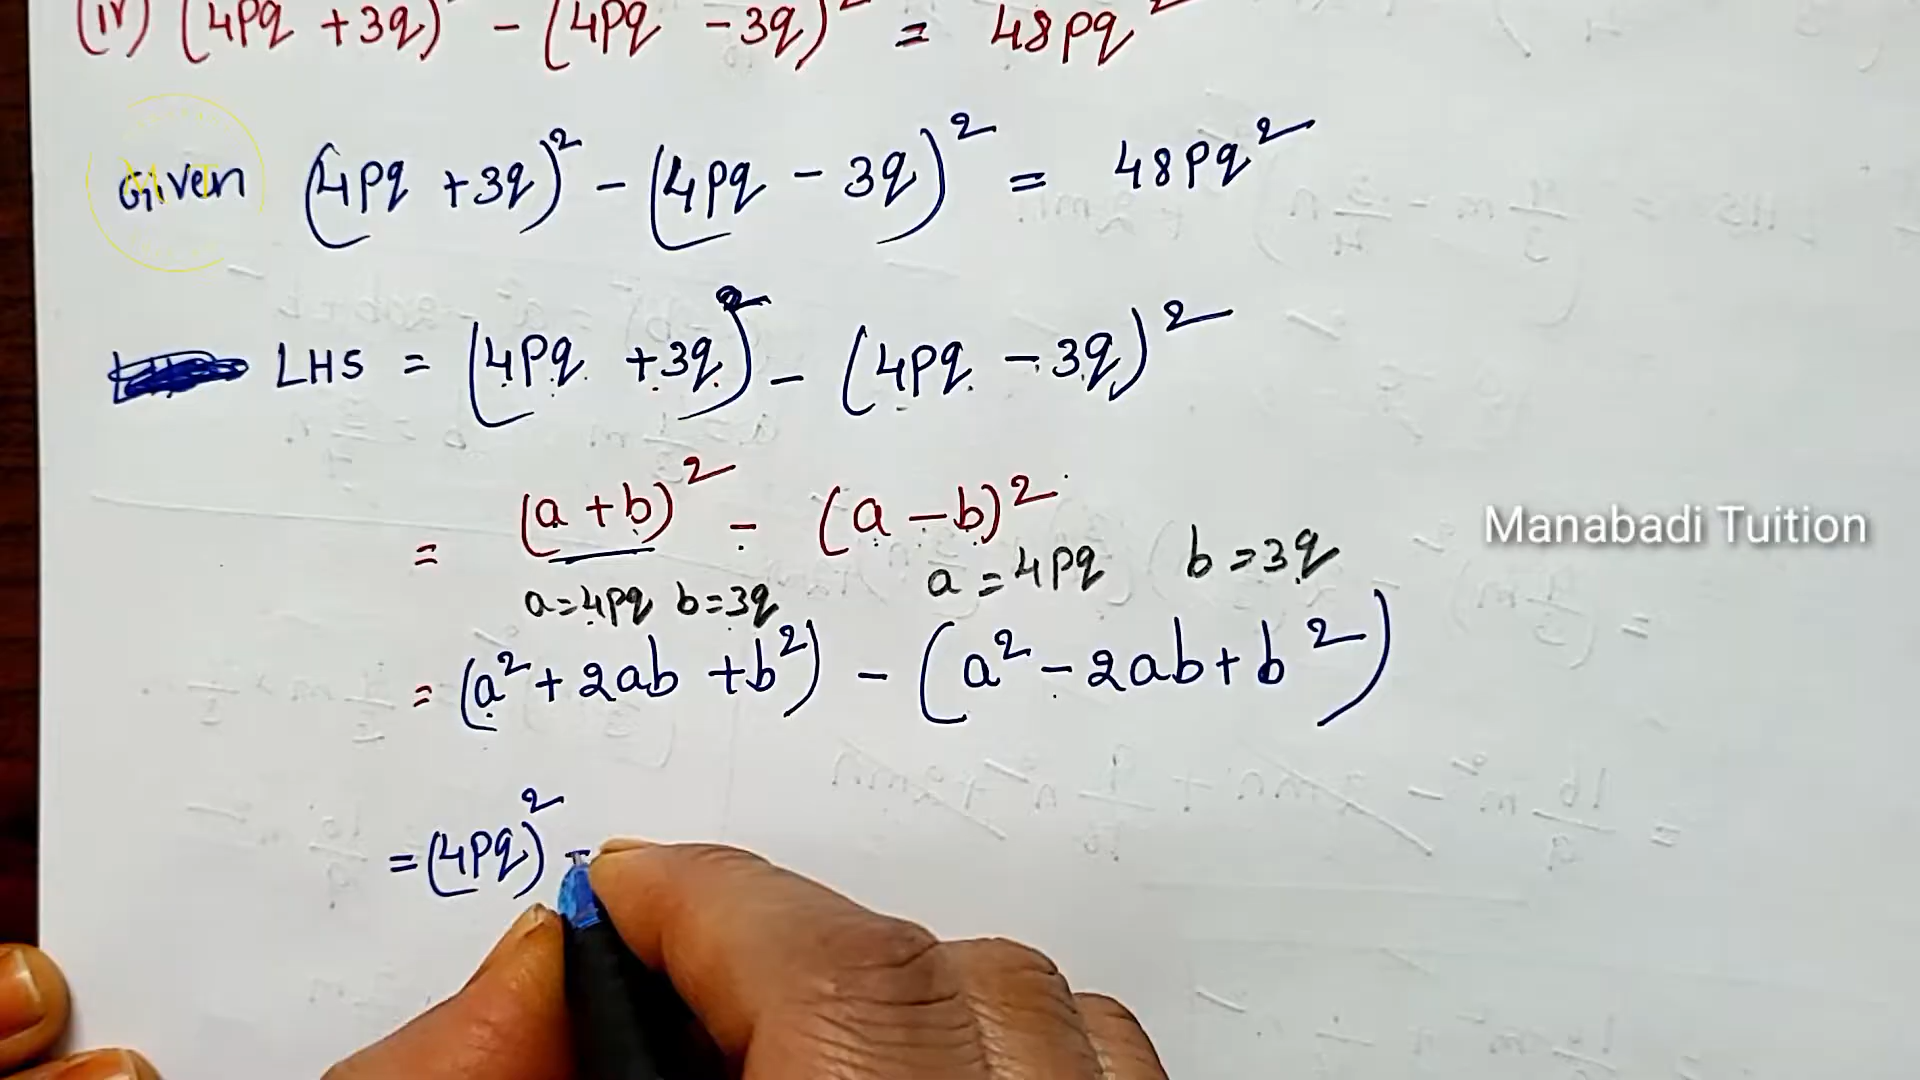 (iv) (4pq +3q)² - (4pq -3q)² = 48pq²
Given (4pq +3q)² - (4pq - 3q)² = 48pq²
LHS = (4pq +3q)² - (4pq -3q)²
= (a+b)² - (a-b)²
a=4pq b=3q a=4pq b=3q
= (a²+2ab+b²) - (a²-2ab+b²)
= (4pq)²
Manabadi Tuition